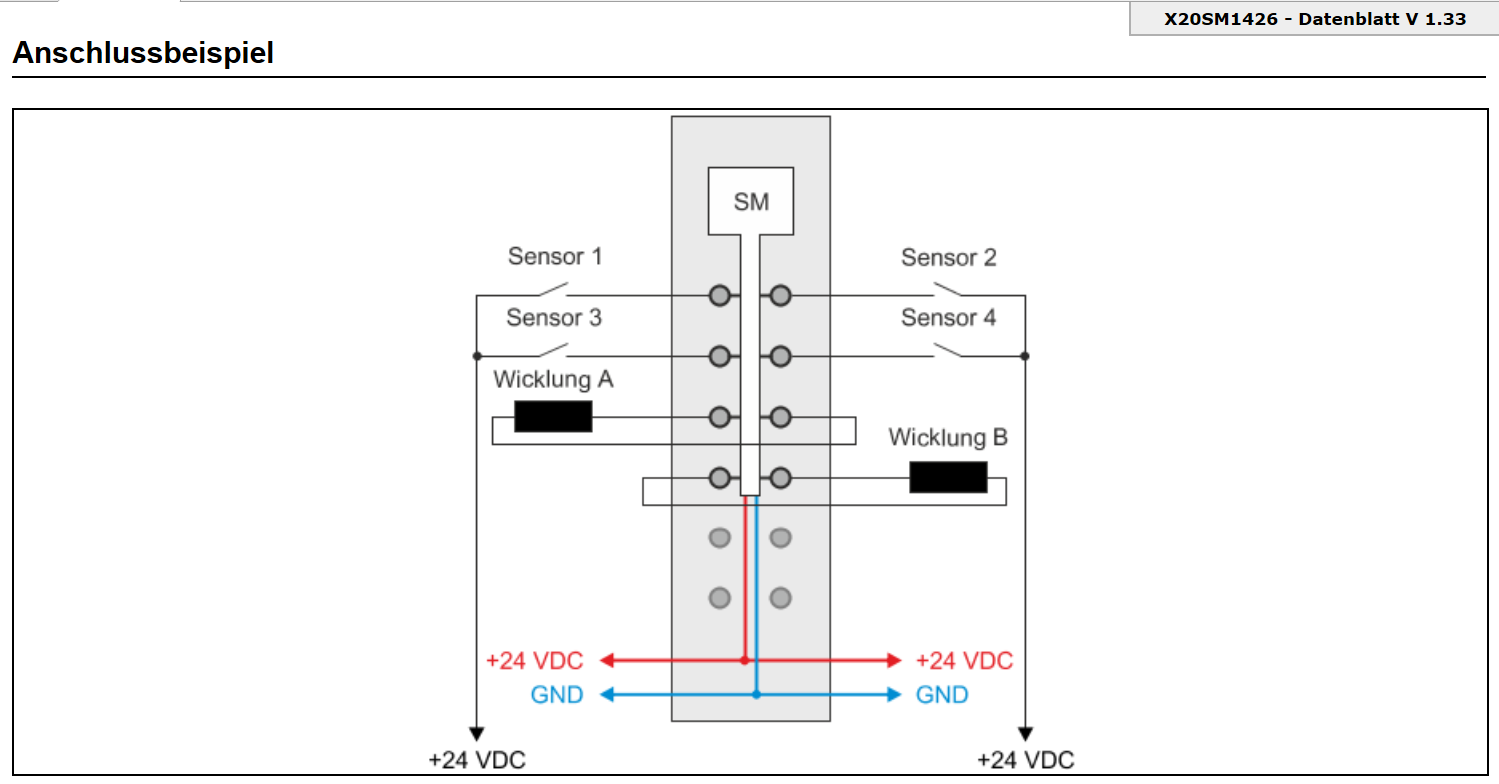 X20SM1426 - Datenblatt V 1.33
Anschlussbeispiel
SM
Sensor 1
Sensor 2
Sensor 3
Sensor 4
Wicklung A
Wicklung B
+24 VDC
+24 VDC
GND
GND
+24 VDC
+24 VDC